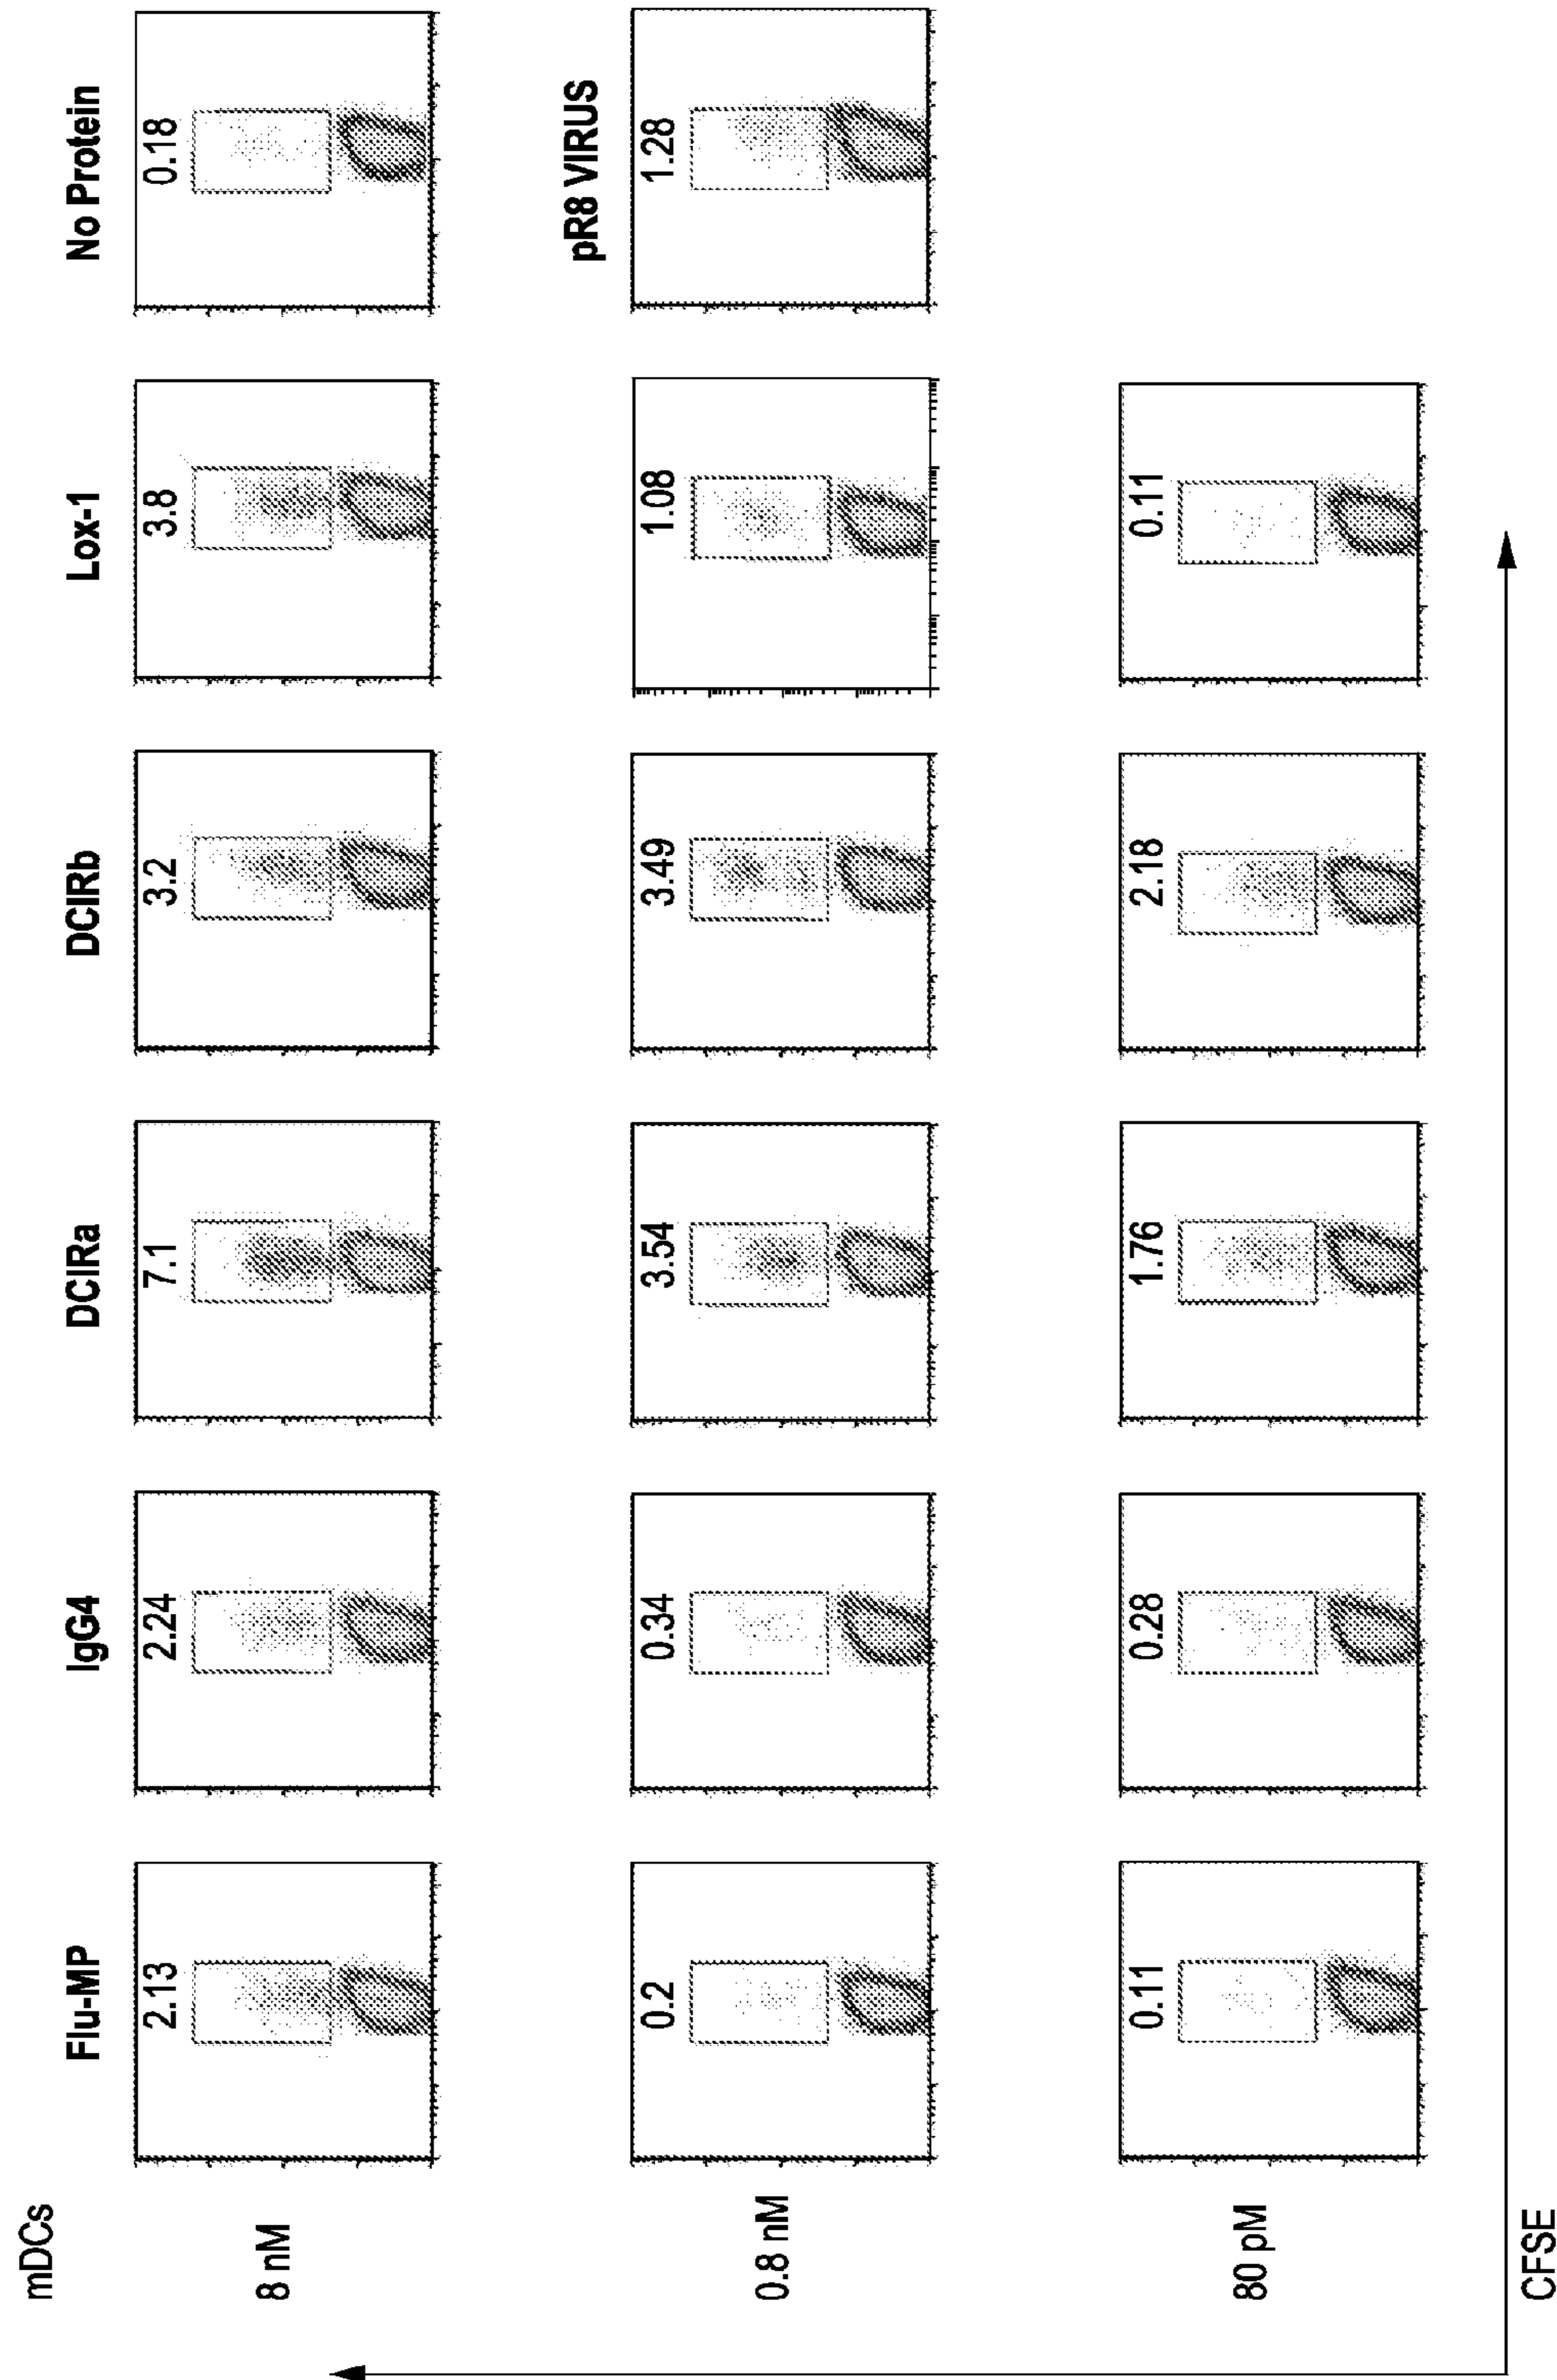 mDCs
Flu-MP IgG4 DCIRa DCIRb Lox-1 No Protein
8 nM 2.13 2.24 7.1 3.2 3.8 0.18
pR8 VIRUS
0.8 nM 0.2 0.34 3.54 3.49 1.08 1.28
80 pM 0.11 0.28 1.76 2.18 0.11
CFSE